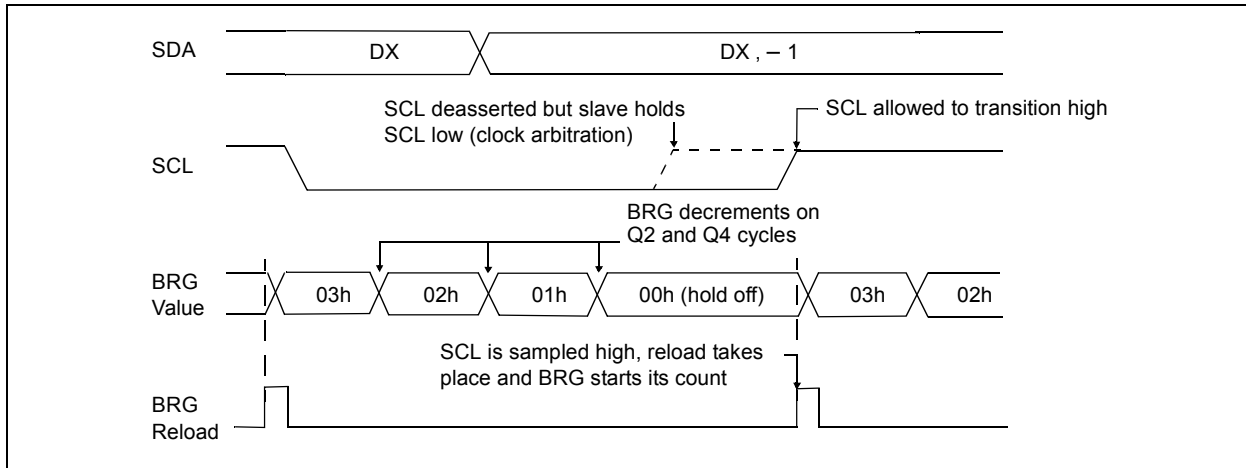 SDA
DX
DX , – 1
SCL deasserted but slave holds
SCL low (clock arbitration)
SCL allowed to transition high
SCL
BRG decrements on
Q2 and Q4 cycles
BRG
Value
03h
02h
01h
00h (hold off)
03h
02h
SCL is sampled high, reload takes
place and BRG starts its count
BRG
Reload